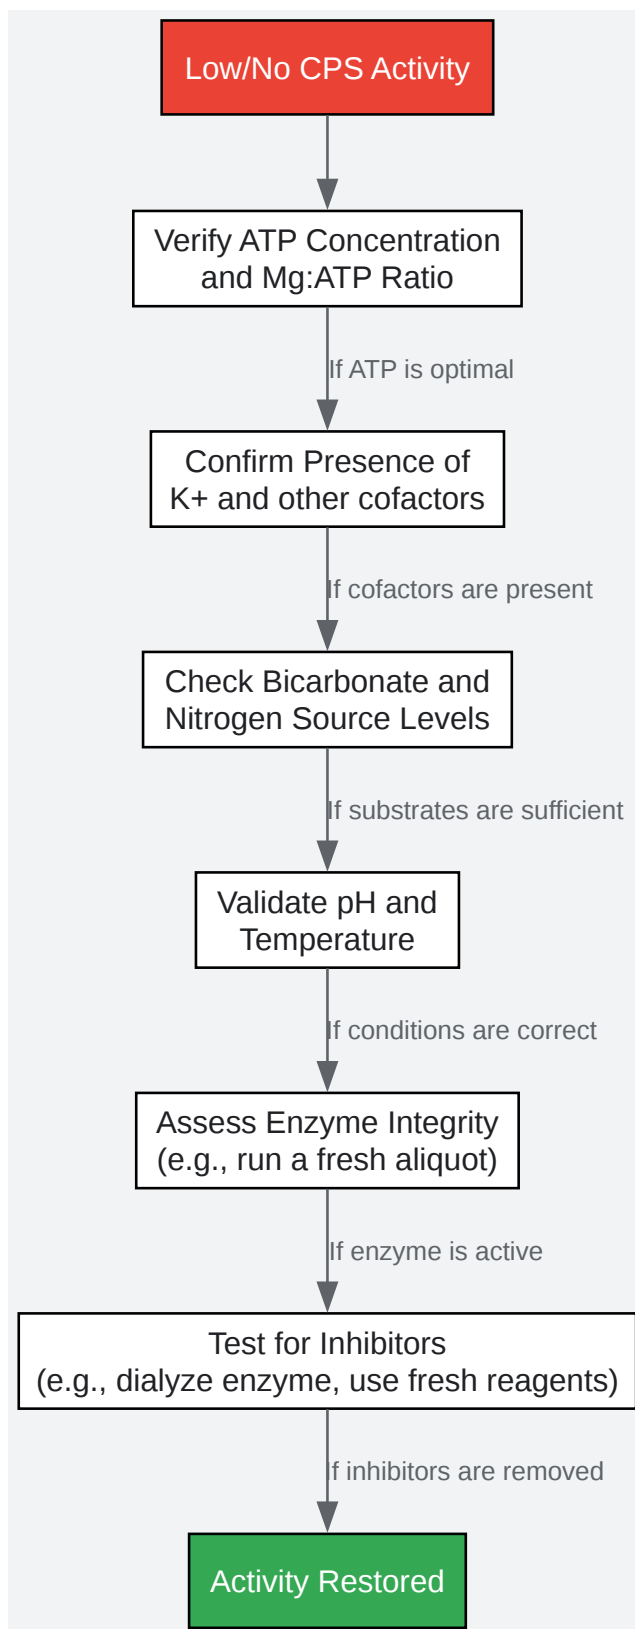 Low/No CPS Activity
Verify ATP Concentration
and Mg:ATP Ratio
If ATP is optimal
Confirm Presence of
K+ and other cofactors
If cofactors are present
Check Bicarbonate and
Nitrogen Source Levels
If substrates are sufficient
Validate pH and
Temperature
If conditions are correct
Assess Enzyme Integrity
(e.g., run a fresh aliquot)
If enzyme is active
Test for Inhibitors
(e.g., dialyze enzyme, use fresh reagents)
If inhibitors are removed
Activity Restored